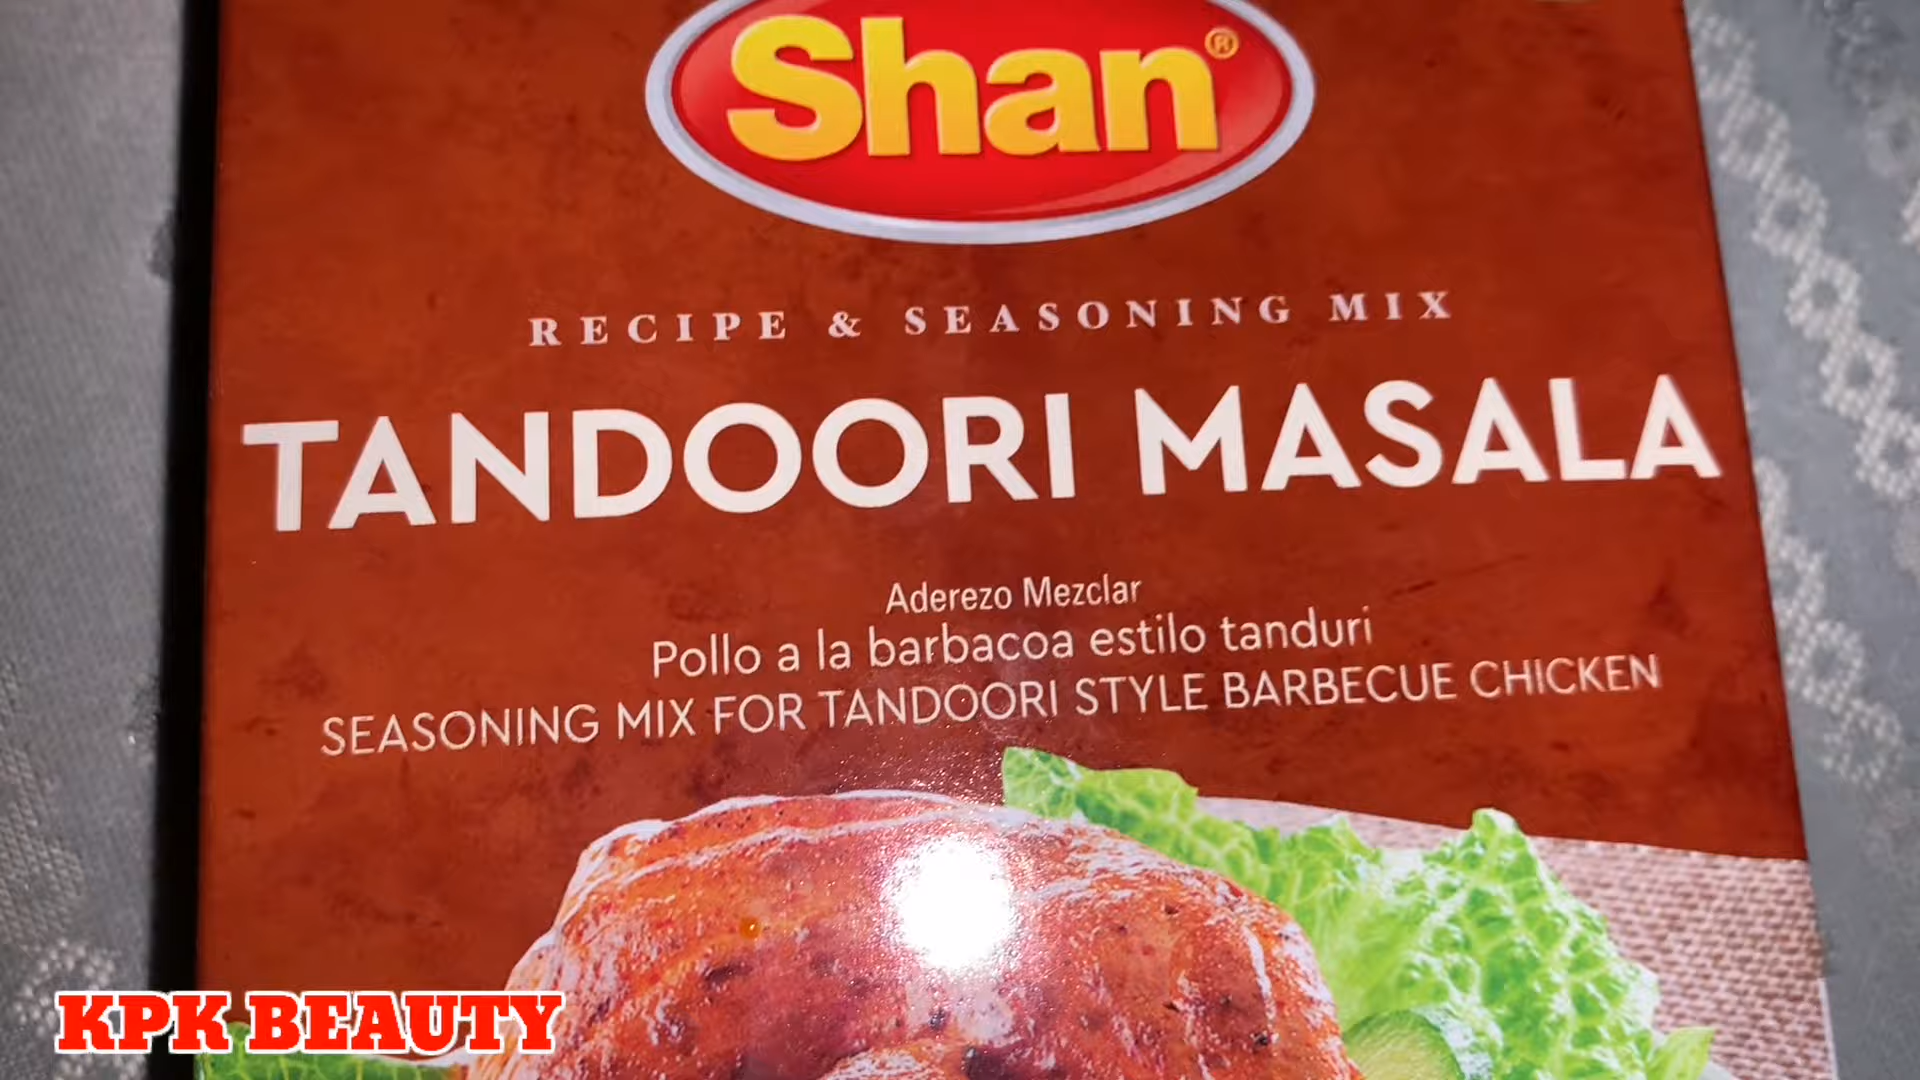 Shan®
RECIPE & SEASONING MIX
TANDOORI MASALA
Aderezo Mezclar
Pollo a la barbacoa estilo tanduri
SEASONING MIX FOR TANDOORI STYLE BARBECUE CHICKEN
KPK BEAUTY